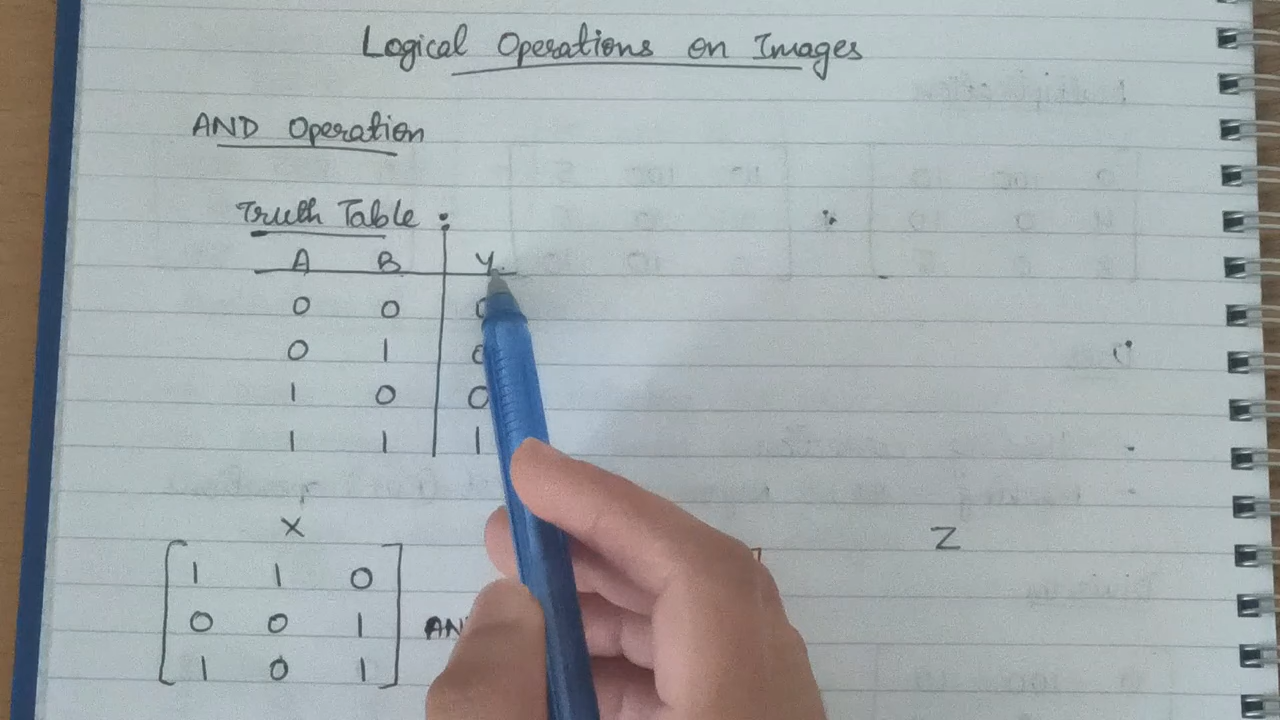 Logical Operations on Images
AND Operation
Truth Table :
A B Y
0 0 0
0 1 0
1 0 0
1 1 1
X Z
1 1 0
0 0 1
1 0 1